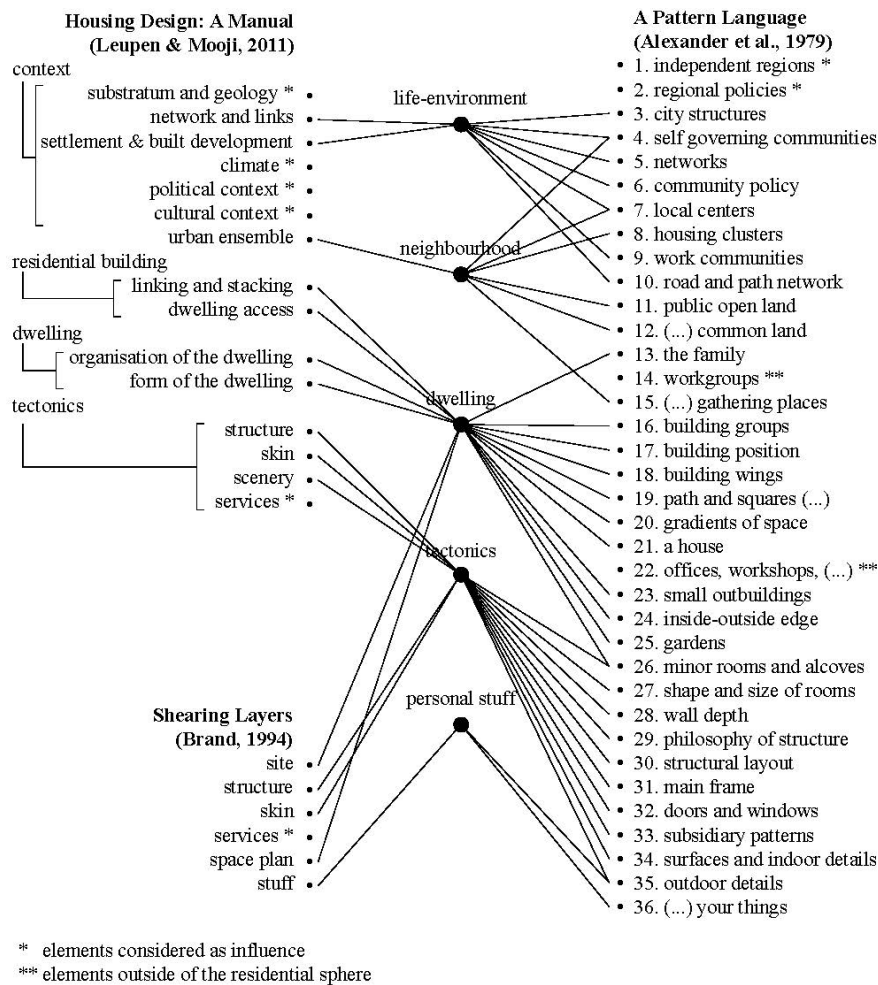 Housing Design: A Manual
(Leupen & Mooji, 2011)
context
substratum and geology *
network and links
settlement & built development
climate *
political context *
cultural context *
urban ensemble
residential building
linking and stacking
dwelling access
dwelling
organisation of the dwelling
form of the dwelling
tectonics
structure
skin
scenery
services *
Shearing Layers
(Brand, 1994)
site
structure
skin
services *
space plan
stuff
life-environment
neighbourhood
dwelling
tectonics
personal stuff
A Pattern Language
(Alexander et al., 1979)
1. independent regions *
2. regional policies *
3. city structures
4. self governing communities
5. networks
6. community policy
7. local centers
8. housing clusters
9. work communities
10. road and path network
11. public open land
12. (...) common land
13. the family
14. workgroups **
15. (...) gathering places
16. building groups
17. building position
18. building wings
19. path and squares (...)
20. gradients of space
21. a house
22. offices, workshops, (...) **
23. small outbuildings
24. inside-outside edge
25. gardens
26. minor rooms and alcoves
27. shape and size of rooms
28. wall depth
29. philosophy of structure
30. structural layout
31. main frame
32. doors and windows
33. subsidiary patterns
34. surfaces and indoor details
35. outdoor details
36. (...) your things
* elements considered as influence
** elements outside of the residential sphere